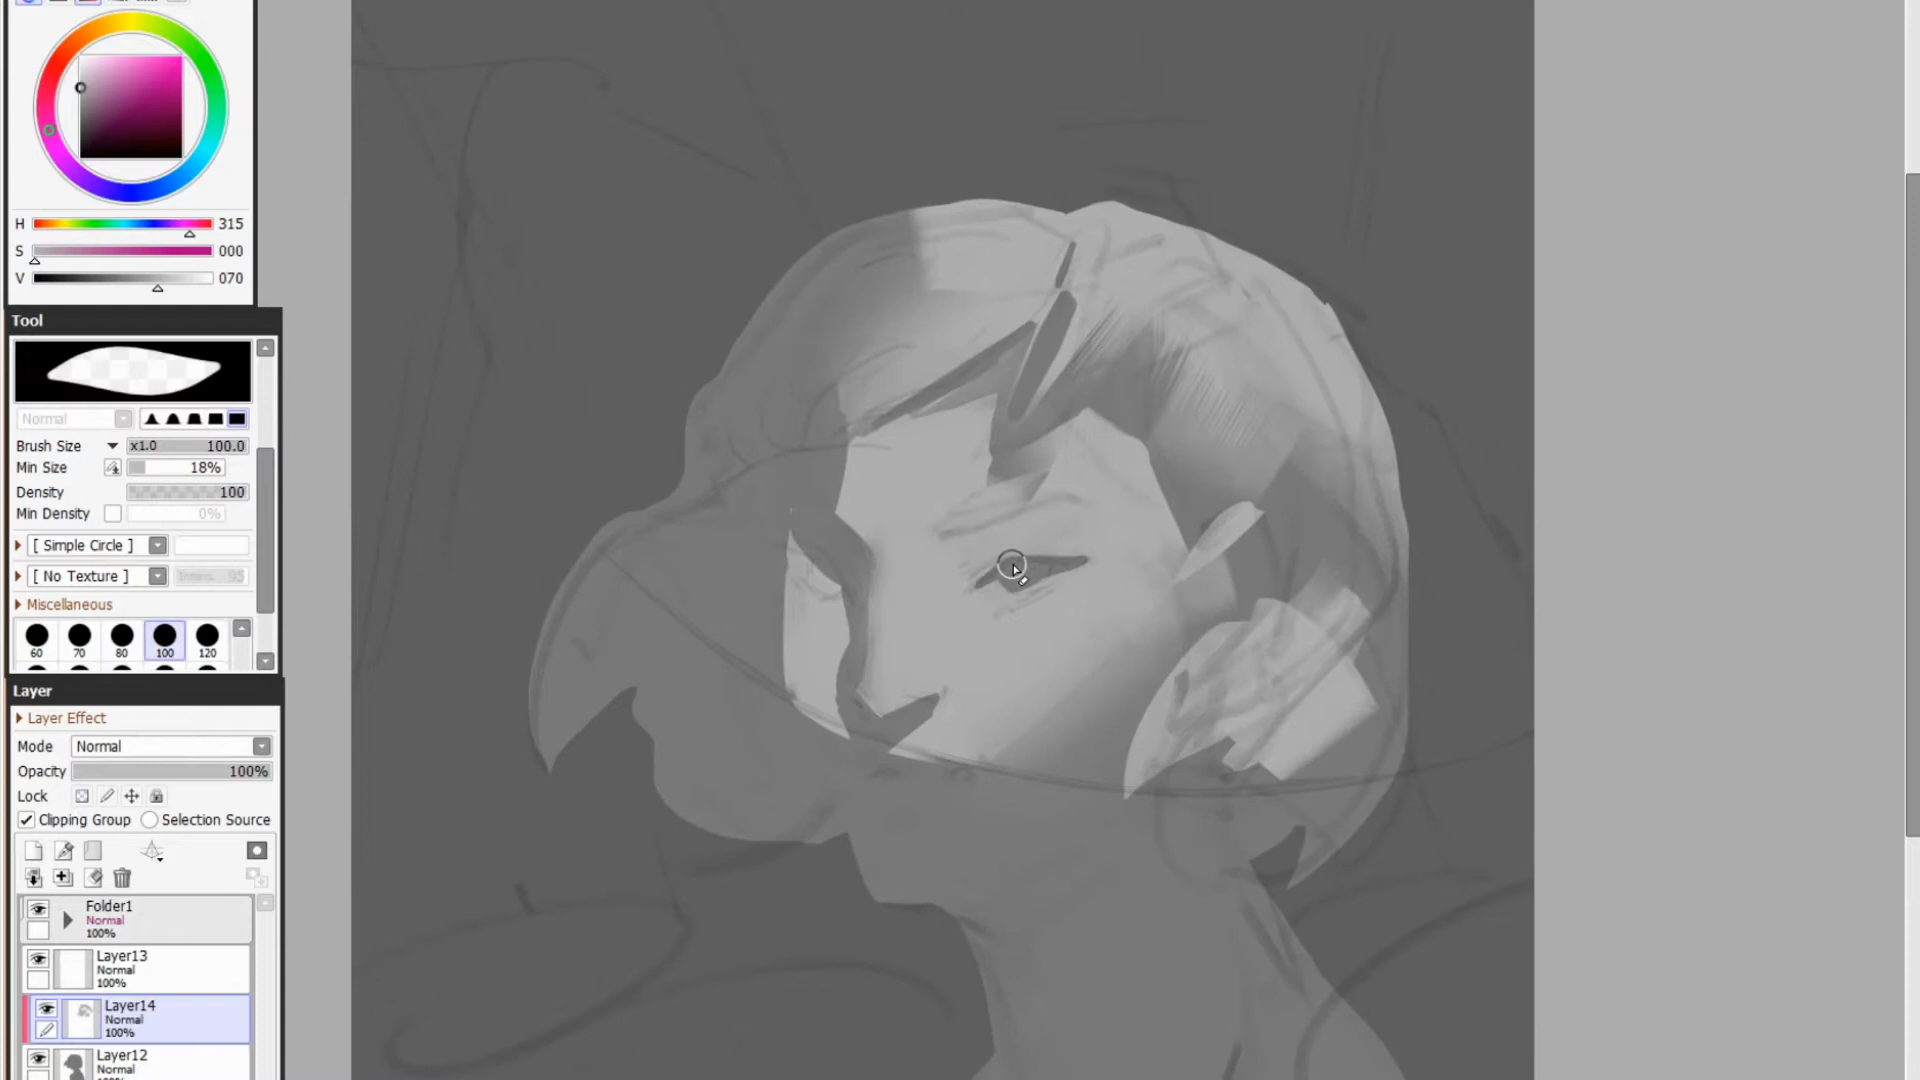 H 315
S 000
V 070
Tool
Normal
Brush Size x1.0 100.0
Min Size 18%
Density 100
Min Density 0%
[ Simple Circle ]
[ No Texture ] 95
Miscellaneous
60 70 80 100 120
Layer
Layer Effect
Mode Normal
Opacity 100%
Lock
Clipping Group Selection Source
Folder1
Normal
100%
Layer13
Normal
100%
Layer14
Normal
100%
Layer12
Normal